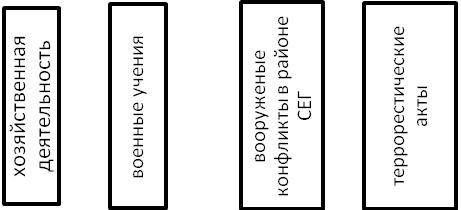 хозяйственная
деятельность
военные учения
вооруженые
конфликты в районе
СЕГ
террорестические
акты